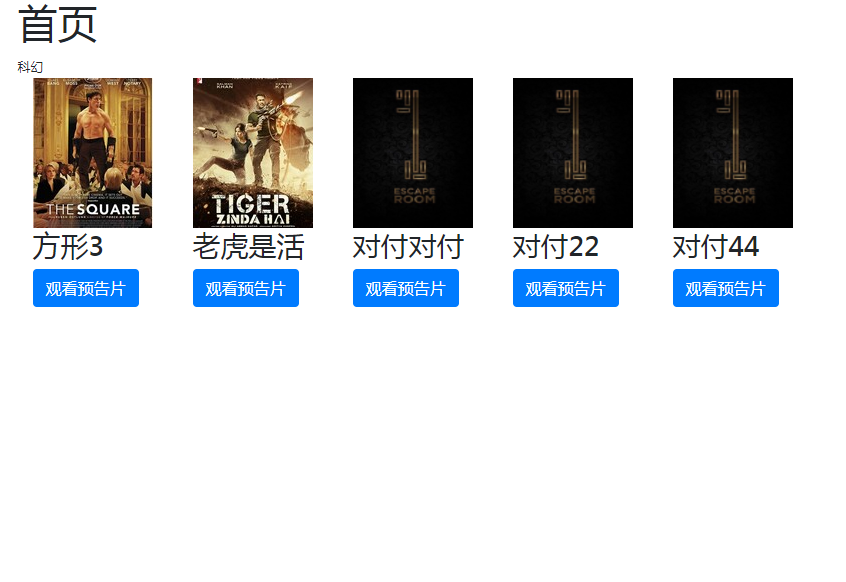 首页
科幻
THE SQUARE
SALMAN KHAN
KATRINA KAIF
TIGER
ZINDA HAI
ESCAPE
ROOM
ESCAPE
ROOM
ESCAPE
ROOM
方形3 老虎是活 对付对付 对付22 对付44
观看预告片 观看预告片 观看预告片 观看预告片 观看预告片